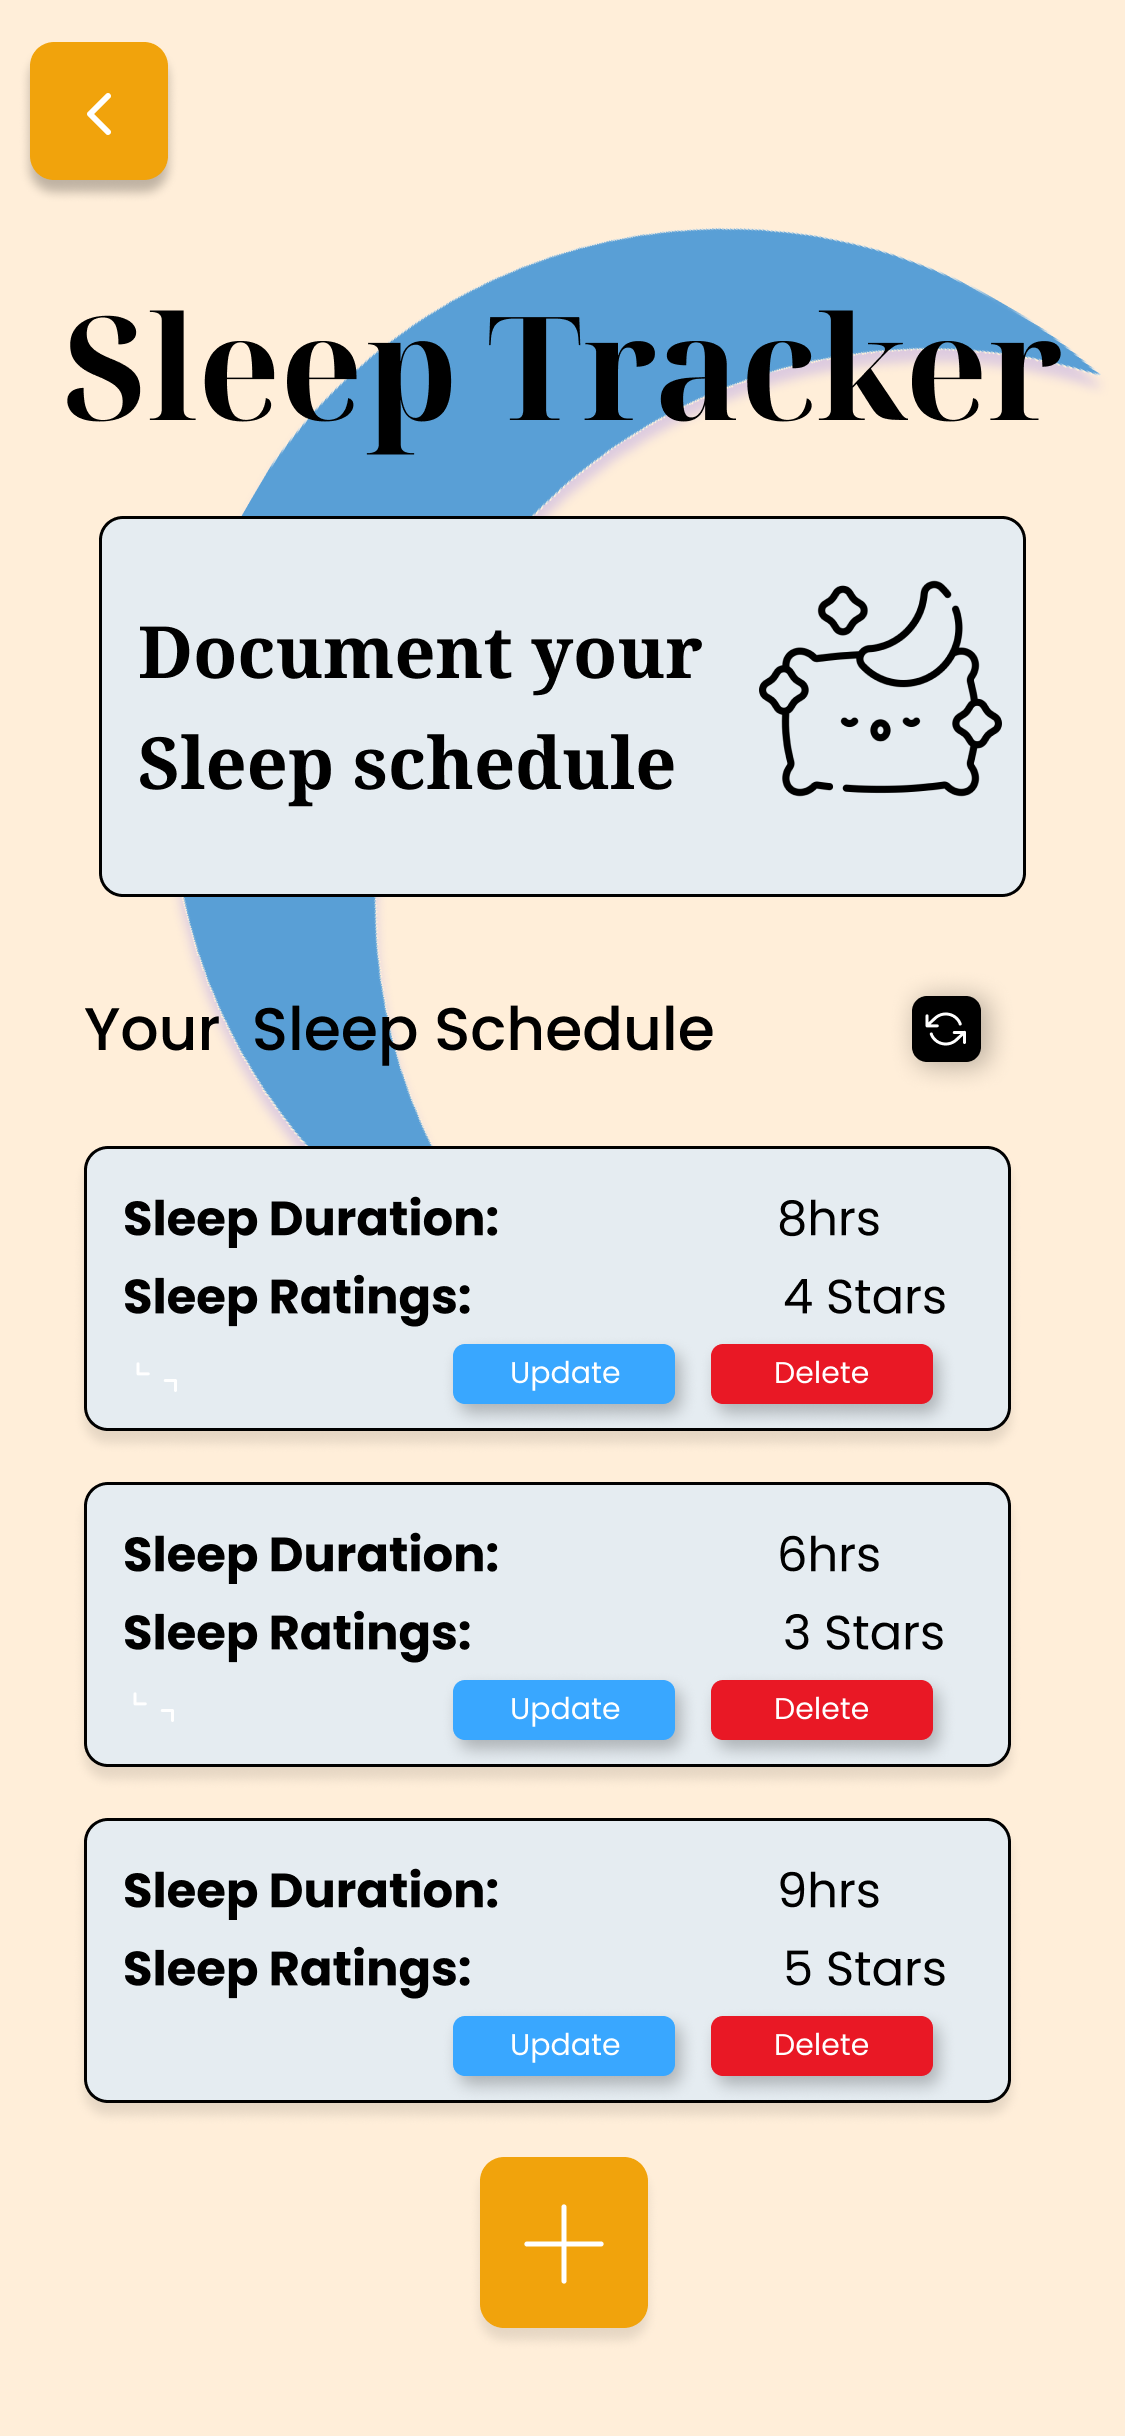 Sleep Tracker
Document your
Sleep schedule
Your Sleep Schedule
Sleep Duration: 8hrs
Sleep Ratings: 4 Stars
Update Delete
Sleep Duration: 6hrs
Sleep Ratings: 3 Stars
Update Delete
Sleep Duration: 9hrs
Sleep Ratings: 5 Stars
Update Delete